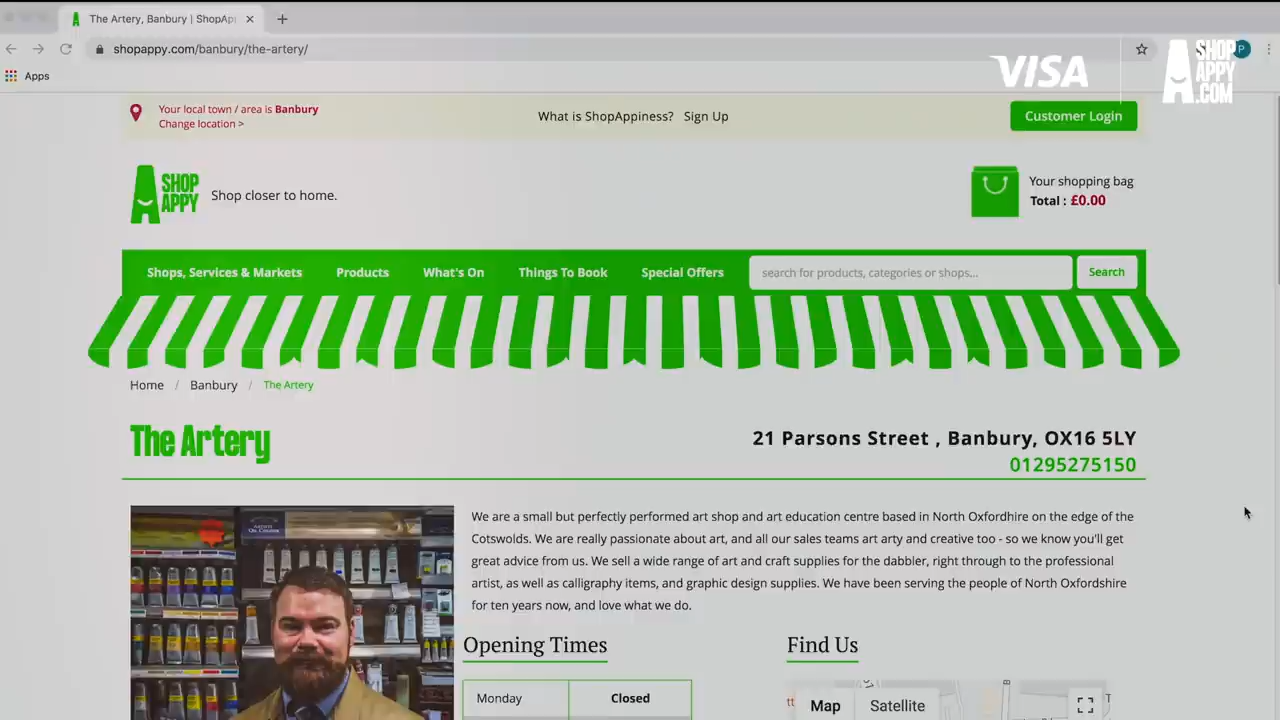 The Artery, Banbury | ShopAp
shopappy.com/banbury/the-artery/
P
Apps
VISA
SHOP
APPY
.COM
Your local town / area is Banbury
Change location >
What is ShopAppiness? Sign Up
Customer Login
SHOP
APPY
Shop closer to home.
Your shopping bag
Total : £0.00
Shops, Services & Markets Products What's On Things To Book Special Offers search for products, categories or shops... Search
Home / Banbury / The Artery
The Artery
21 Parsons Street , Banbury, OX16 5LY
01295275150
We are a small but perfectly performed art shop and art education centre based in North Oxfordhire on the edge of the
Cotswolds. We are really passionate about art, and all our sales teams art arty and creative too - so we know you'll get
great advice from us. We sell a wide range of art and craft supplies for the dabbler, right through to the professional
artist, as well as calligraphy items, and graphic design supplies. We have been serving the people of North Oxfordshire
for ten years now, and love what we do.
Opening Times
Find Us
Monday Closed
Map Satellite